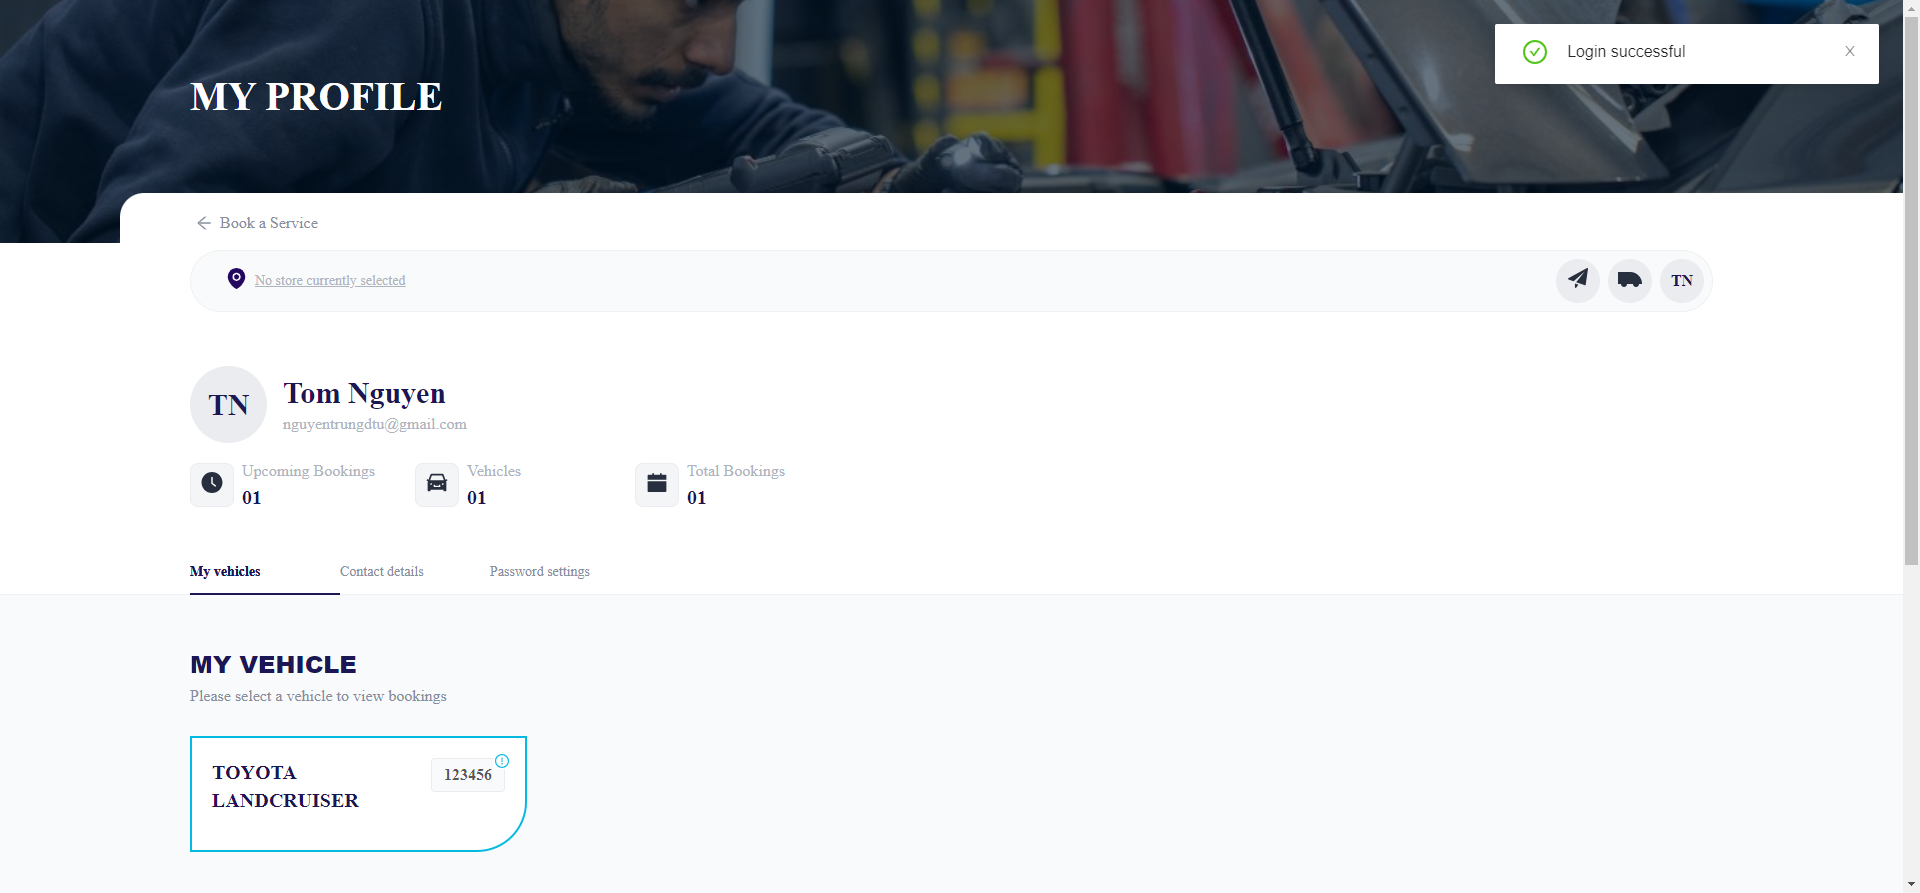 MY PROFILE
Login successful
X
Book a Service
No store currently selected
TN
TN
Tom Nguyen
nguyentrungdtu@gmail.com
Upcoming Bookings
01
Vehicles
01
Total Bookings
01
My vehicles
Contact details
Password settings
MY VEHICLE
Please select a vehicle to view bookings
TOYOTA
LANDCRUISER
123456